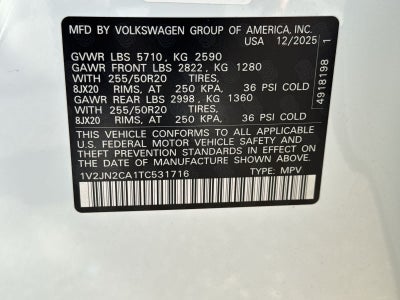 MFD BY VOLKSWAGEN GROUP OF AMERICA, INC.
USA 12/2025
GVWR LBS 5710, KG 2590
GAWR FRONT LBS 2822, KG 1280
WITH 255/50R20 TIRES,
8JX20 RIMS, AT 250 KPA, 36 PSI COLD
GAWR REAR LBS 2998, KG 1360
WITH 255/50R20 TIRES,
8JX20 RIMS, AT 250 KPA, 36 PSI COLD
THIS VEHICLE CONFORMS TO ALL APPLICABLE
U.S. FEDERAL MOTOR VEHICLE SAFETY AND
THEFT PREVENTION STANDARDS IN EFFECT ON THE
DATE OF MANUFACTURE SHOWN ABOVE.
1V2JN2CA1TC531716 TYPE: MPV
4918198 1